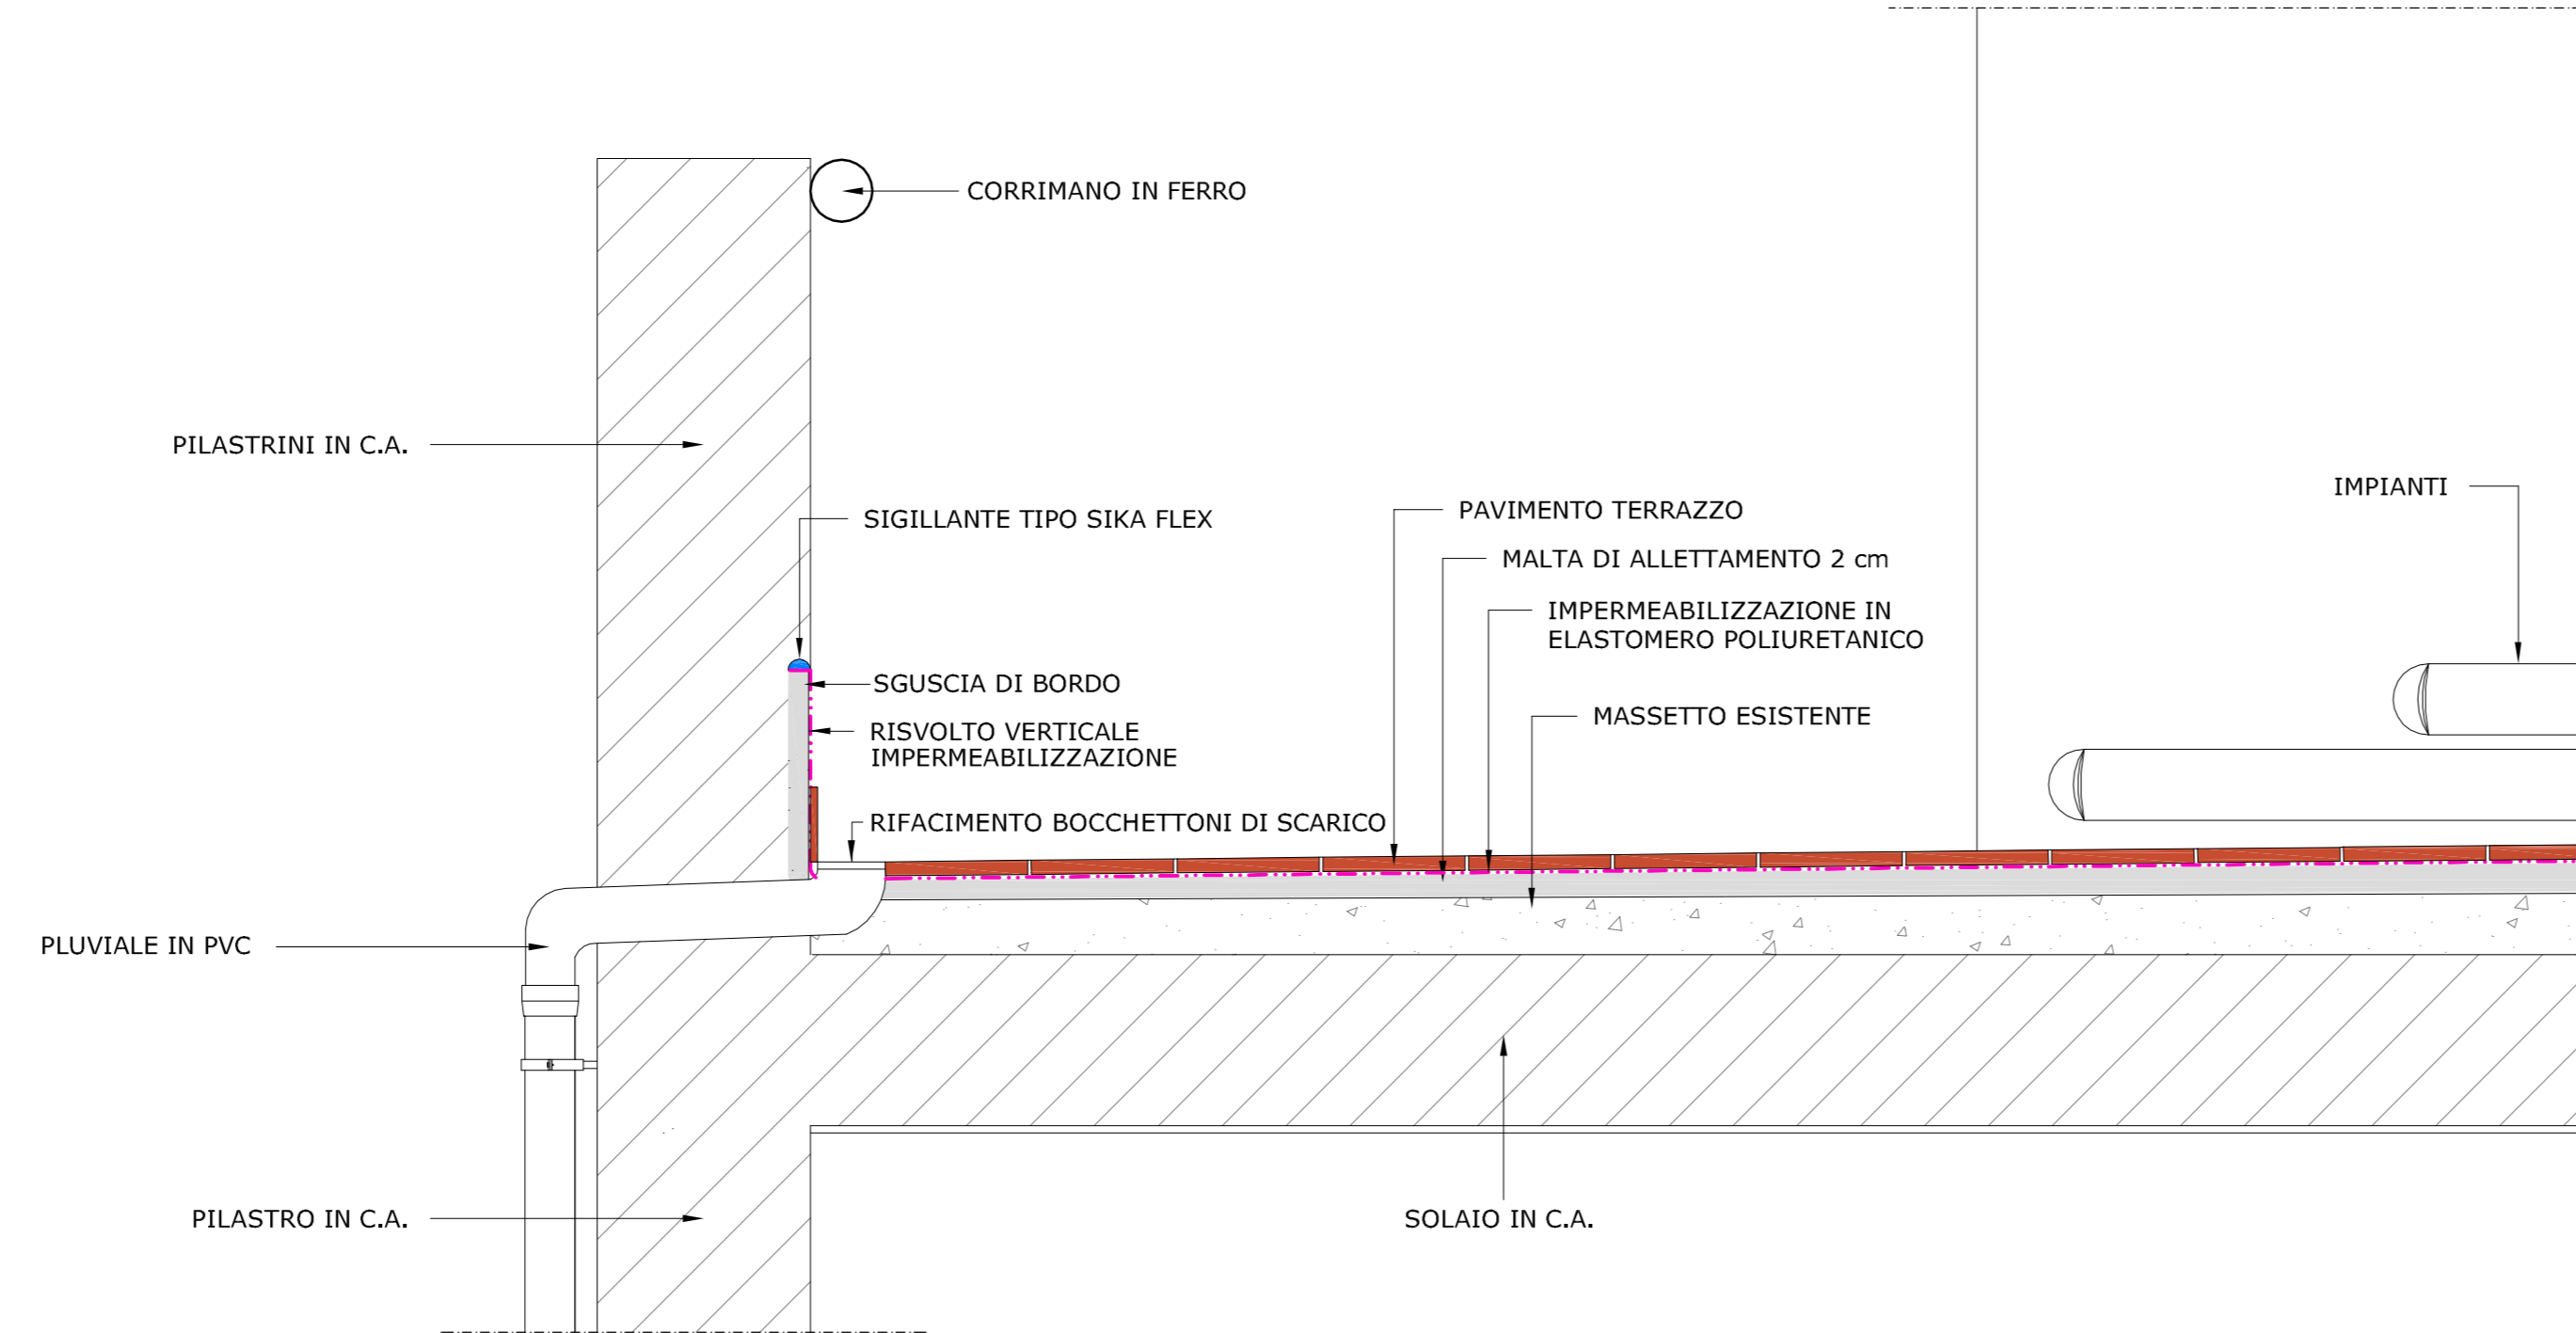 CORRIMANO IN FERRO
PILASTRINI IN C.A.
IMPIANTI
SIGILLANTE TIPO SIKA FLEX
PAVIMENTO TERRAZZO
MALTA DI ALLETTAMENTO 2 cm
IMPERMEABILIZZAZIONE IN
ELASTOMERO POLIURETANICO
SGUSCIA DI BORDO
MASSETTO ESISTENTE
RISVOLTO VERTICALE
IMPERMEABILIZZAZIONE
RIFACIMENTO BOCCHETTONI DI SCARICO
PLUVIALE IN PVC
PILASTRO IN C.A.
SOLAIO IN C.A.